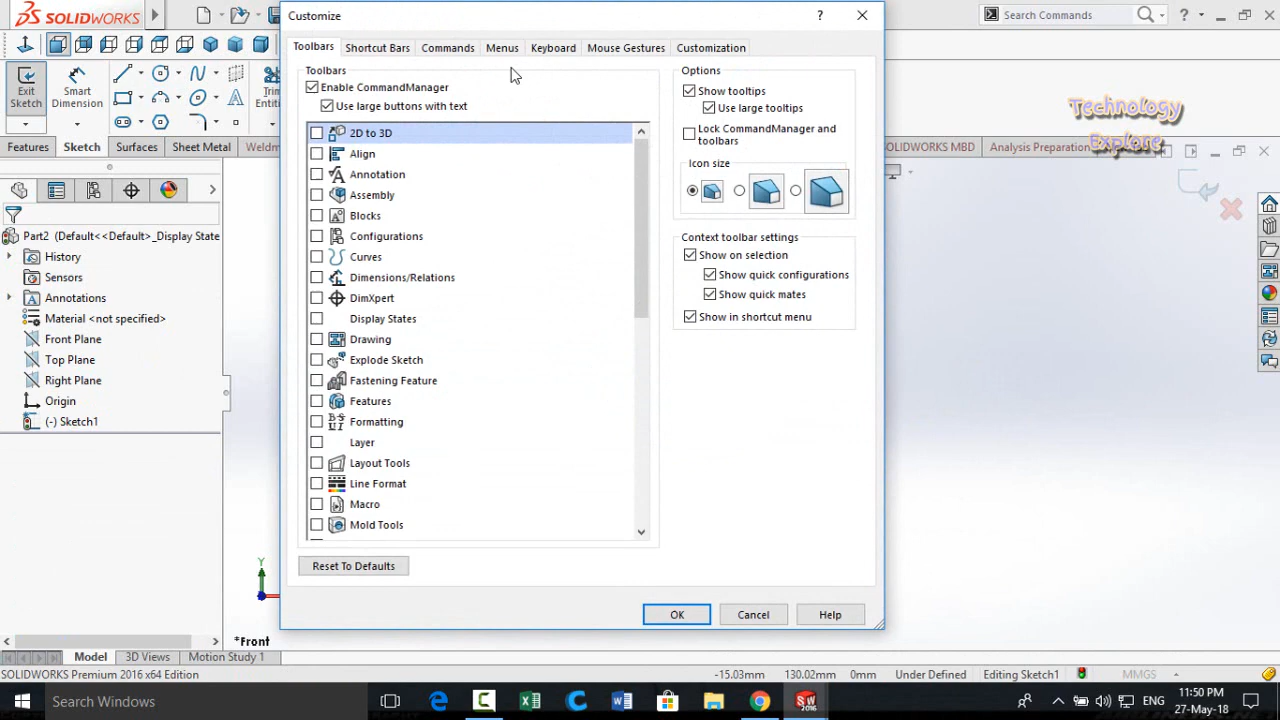 SOLIDWORKS
Customize
?
Search Commands
?
Toolbars
Shortcut Bars
Commands
Menus
Keyboard
Mouse Gestures
Customization
Exit
Sketch
Smart
Dimension
Trim
Entiti
Features
Sketch
Surfaces
Sheet Metal
Weldm
SOLIDWORKS MBD
Analysis Preparation
Technology
Explore
Toolbars
Enable CommandManager
Use large buttons with text
2D to 3D
Align
Annotation
Assembly
Blocks
Configurations
Curves
Dimensions/Relations
DimXpert
Display States
Drawing
Explode Sketch
Fastening Feature
Features
Formatting
Layer
Layout Tools
Line Format
Macro
Mold Tools
Reset To Defaults
Options
Show tooltips
Use large tooltips
Lock CommandManager and
toolbars
Icon size
Context toolbar settings
Show on selection
Show quick configurations
Show quick mates
Show in shortcut menu
OK
Cancel
Help
Part2 (Default<<Default>_Display State
History
Sensors
Annotations
Material <not specified>
Front Plane
Top Plane
Right Plane
Origin
(-) Sketch1
Y
*Front
Model
3D Views
Motion Study 1
SOLIDWORKS Premium 2016 x64 Edition
-15.03mm
130.02mm
0mm
Under Defined
Editing Sketch1
MMGS
Search Windows
ENG
11:50 PM
27-May-18